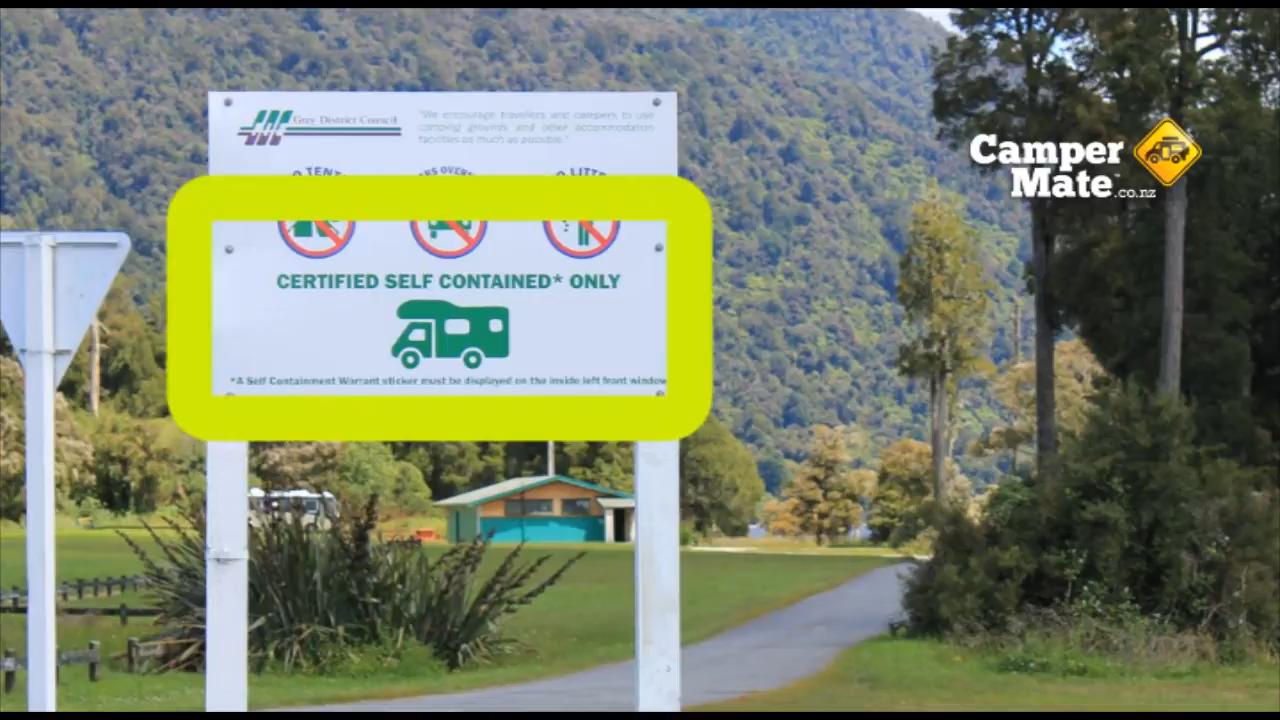 Grey District Council
"We encourage travellers and campers to use
camping grounds and other accommodation
facilities as much as possible."
CERTIFIED SELF CONTAINED* ONLY
*A Self Containment Warrant sticker must be displayed on the inside left front window
Camper
Mate.co.nz